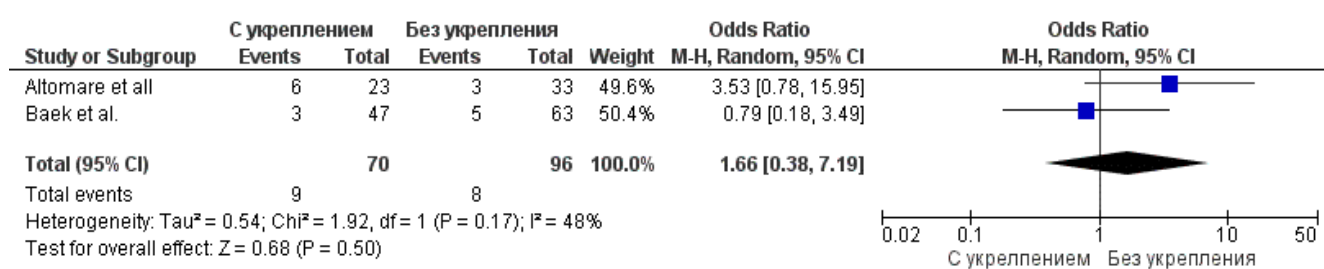 С укреплением Без укрепления Odds Ratio Odds Ratio
Study or Subgroup Events Total Events Total Weight M-H, Random, 95% CI M-H, Random, 95% CI
Altomare et all 6 23 3 33 49.6% 3.53 [0.78, 15.95]
Baek et al. 3 47 5 63 50.4% 0.79 [0.18, 3.49]
Total (95% CI) 70 96 100.0% 1.66 [0.38, 7.19]
Total events 9 8
Heterogeneity: Tau² = 0.54; Chi² = 1.92, df = 1 (P = 0.17); I² = 48%
Test for overall effect: Z = 0.68 (P = 0.50)
0.02 0.1 1 10 50
С укрелпением Без укрепления